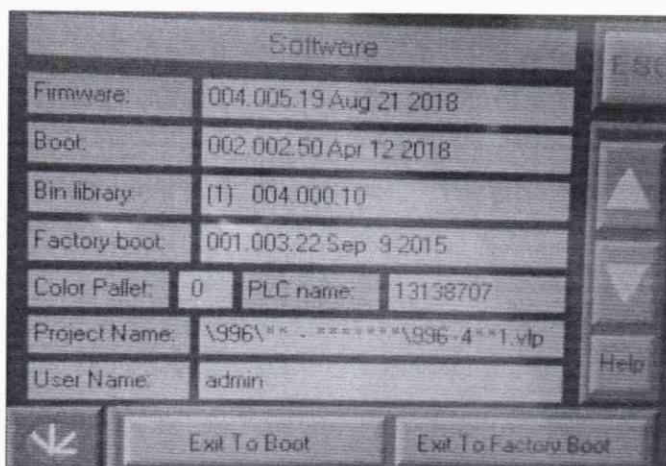 Software
ESC
Firmware: 004.005.19 Aug 21 2018
Boot: 002.002.50 Apr 12 2018
Bin library: (1) 004.000.10
Factory boot: 001.003.22 Sep 9 2015
Color Pallet: 0 PLC name: 13138707
Project Name: \996\** - *******\996-4**1.vlp
Help
User Name: admin
Exit To Boot
Exit To Factory Boot